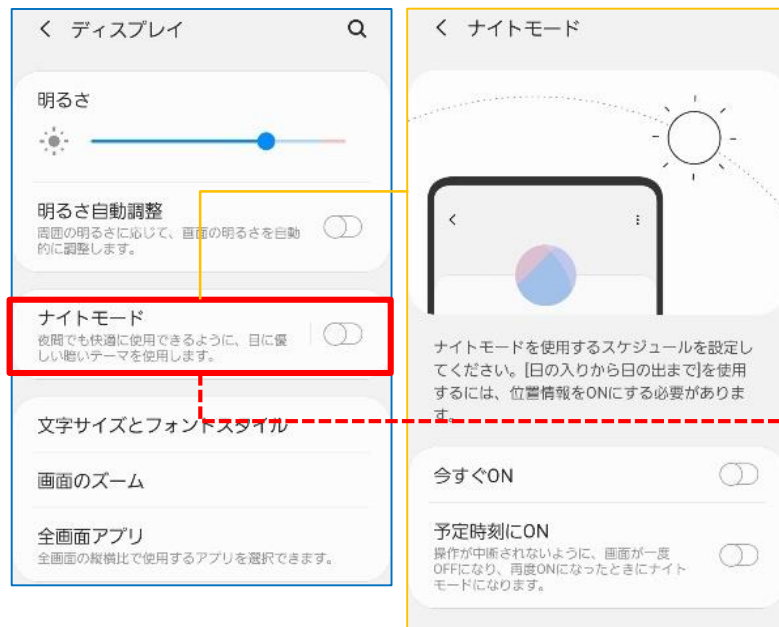 ディスプレイ
明るさ
明るさ自動調整
周囲の明るさに応じて、画面の明るさを自動
的に調整します。
ナイトモード
夜間でも快適に使用できるように、目に優
しい暗いテーマを使用します。
文字サイズとフォントスタイル
画面のズーム
全画面アプリ
全画面の縦横比で使用するアプリを選択できます。
ナイトモード
ナイトモードを使用するスケジュールを設定し
てください。[日の入りから日の出まで]を使用
するには、位置情報をONにする必要がありま
す。
今すぐON
予定時刻にON
操作が中断されないように、画面が一度
OFFになり、再度ONになったときにナイト
モードになります。